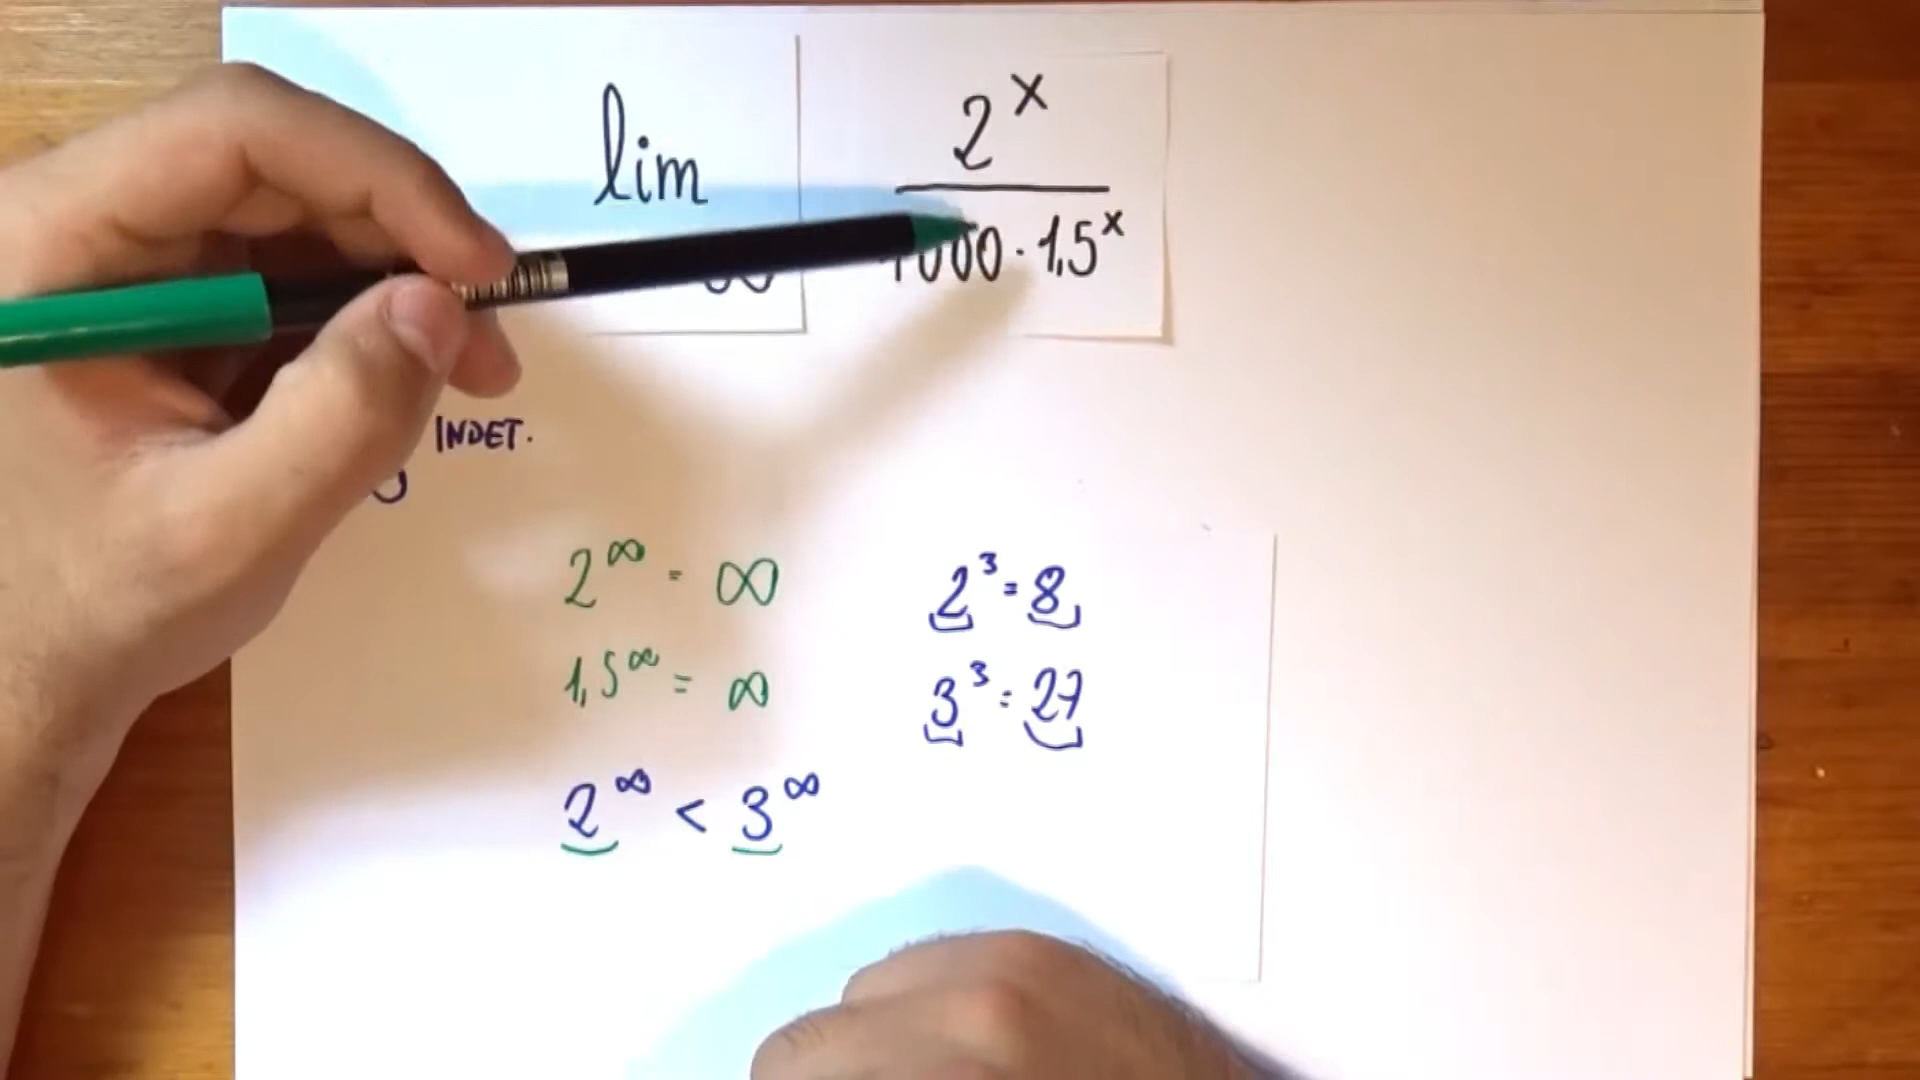 lim 2^x
∞ 1000 · 1,5^x
INDET.
2^∞ = ∞
1,5^∞ = ∞
2^∞ < 3^∞
2^3 = 8
3^3 = 27